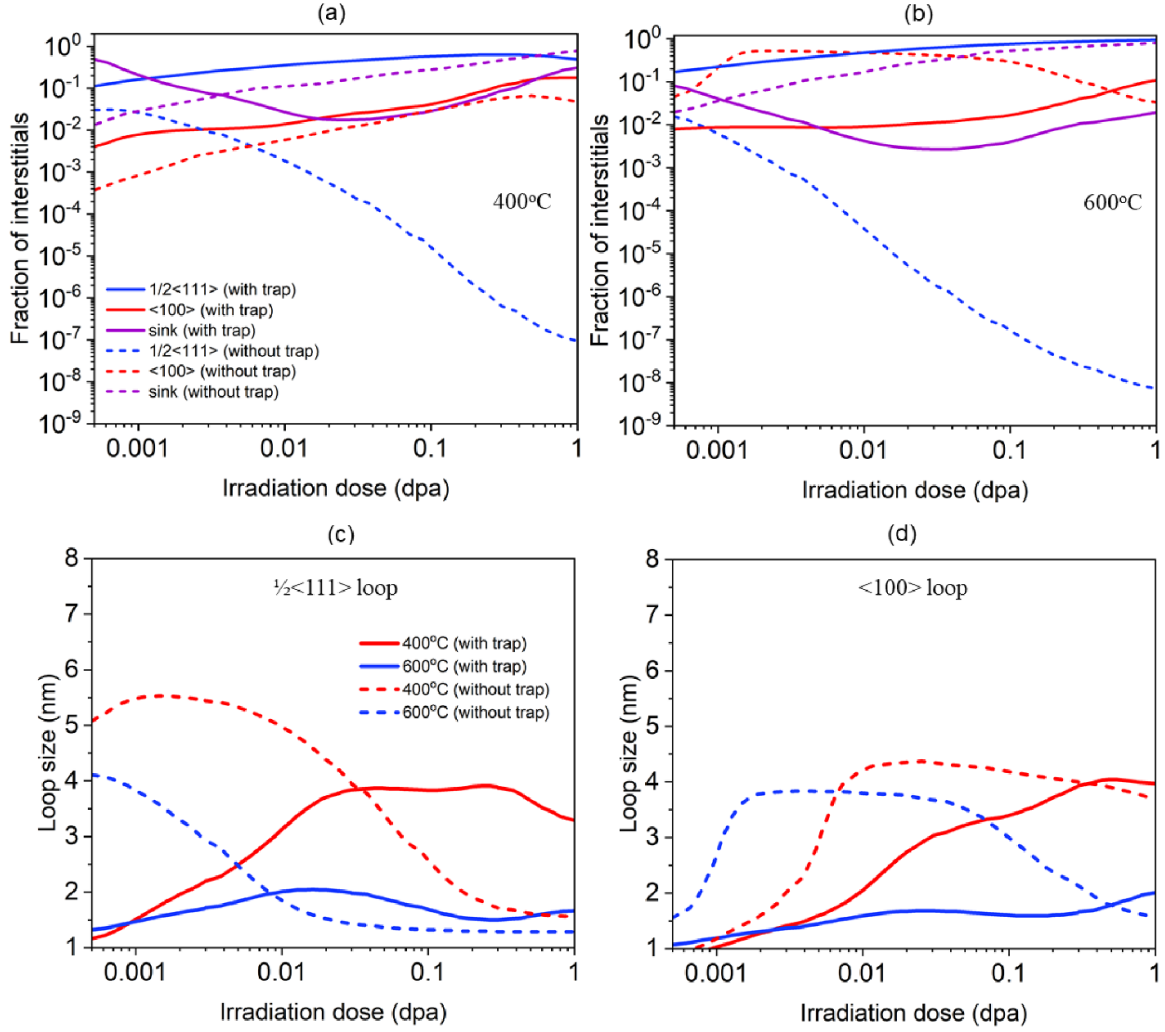 (a)
Fraction of interstitials
10⁰
10⁻¹
10⁻²
10⁻³
10⁻⁴
10⁻⁵
10⁻⁶
10⁻⁷
10⁻⁸
10⁻⁹
400°C
1/2<111> (with trap)
<100> (with trap)
sink (with trap)
1/2<111> (without trap)
<100> (without trap)
sink (without trap)
0.001 0.01 0.1 1
Irradiation dose (dpa)
(b)
Fraction of interstitials
10⁰
10⁻¹
10⁻²
10⁻³
10⁻⁴
10⁻⁵
10⁻⁶
10⁻⁷
10⁻⁸
10⁻⁹
600°C
0.001 0.01 0.1 1
Irradiation dose (dpa)
(c)
Loop size (nm)
8
7
6
5
4
3
2
1
½<111> loop
400°C (with trap)
600°C (with trap)
400°C (without trap)
600°C (without trap)
0.001 0.01 0.1 1
Irradiation dose (dpa)
(d)
Loop size (nm)
8
7
6
5
4
3
2
1
<100> loop
0.001 0.01 0.1 1
Irradiation dose (dpa)